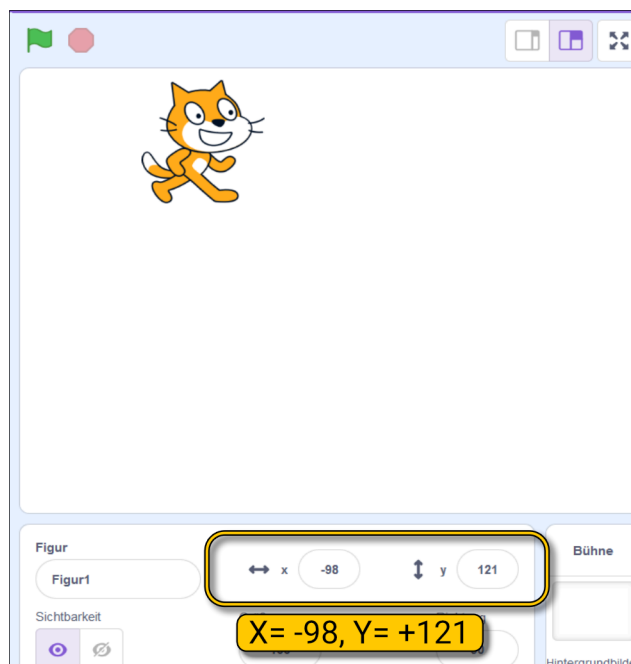 Figur
Figur1
x -98 y 121
Bühne
Sichtbarkeit
X= -98, Y= +121